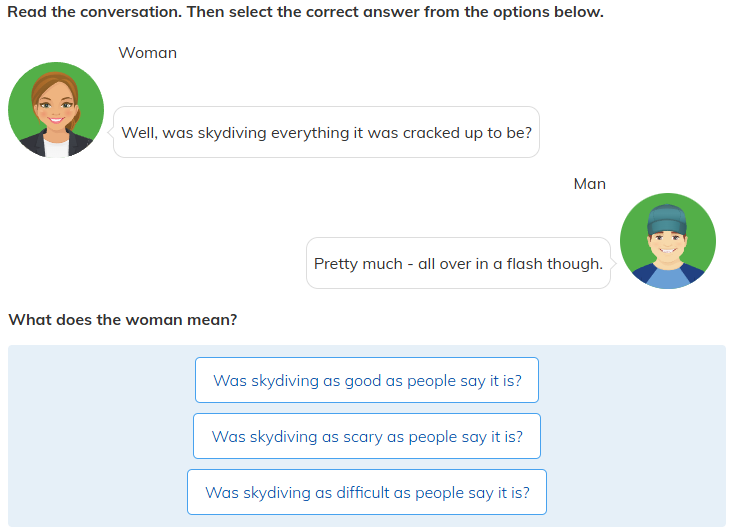 Read the conversation. Then select the correct answer from the options below.
Woman
Well, was skydiving everything it was cracked up to be?
Man
Pretty much - all over in a flash though.
What does the woman mean?
Was skydiving as good as people say it is?
Was skydiving as scary as people say it is?
Was skydiving as difficult as people say it is?